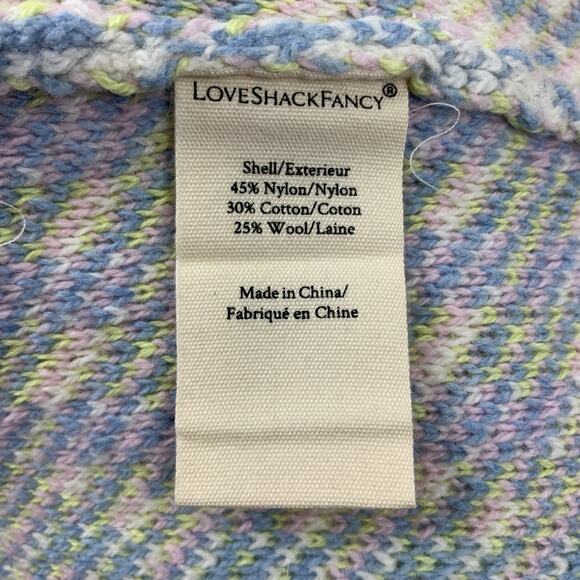 LOVESHACKFANCY®
Shell/Exterieur
45% Nylon/Nylon
30% Cotton/Coton
25% Wool/Laine
Made in China/
Fabriqué en Chine